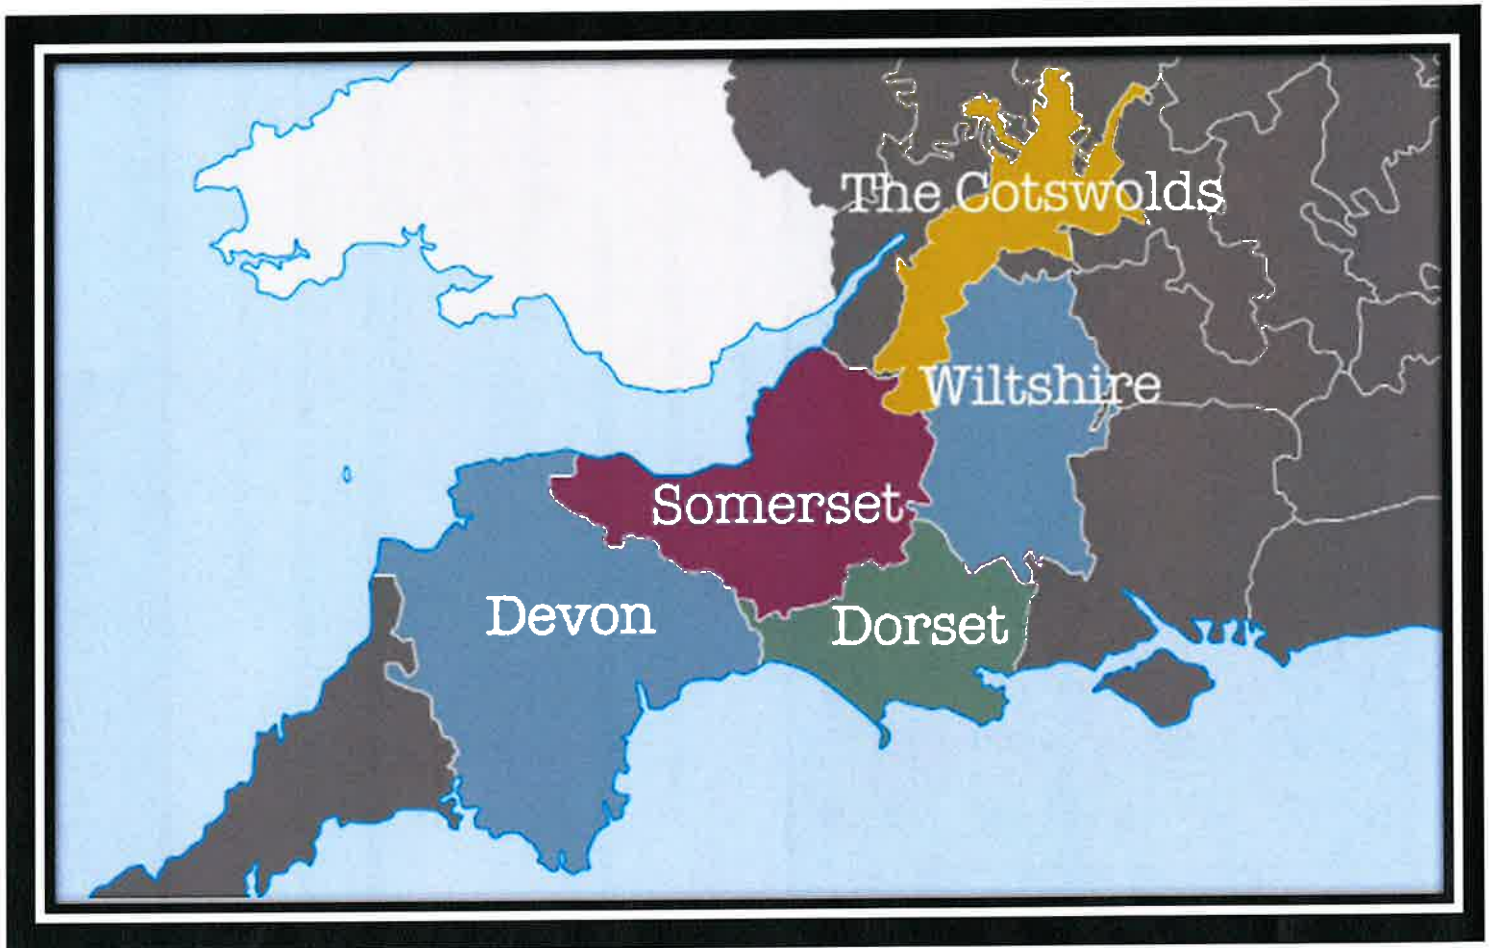 The Cotswolds
Wiltshire
Somerset
Devon
Dorset